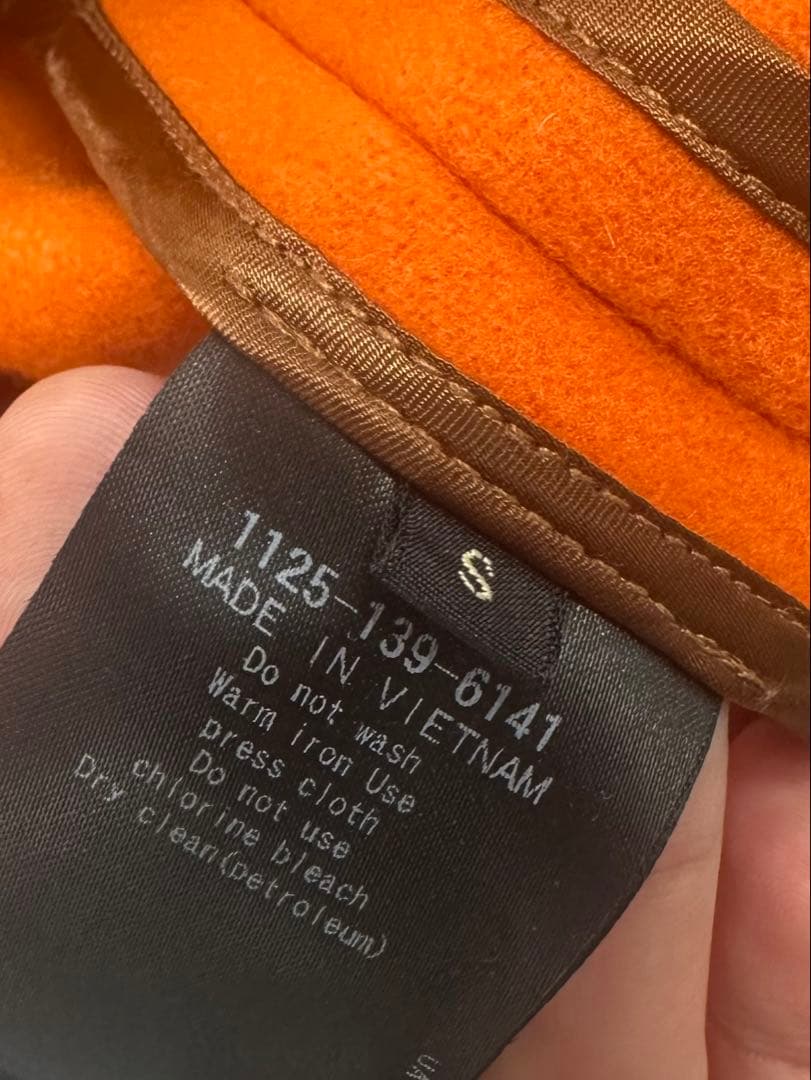 S
1125-139-6141
MADE IN VIETNAM
Do not wash
Warm iron Use
press cloth
Do not use
chlorine bleach
Dry clean(petroleum)